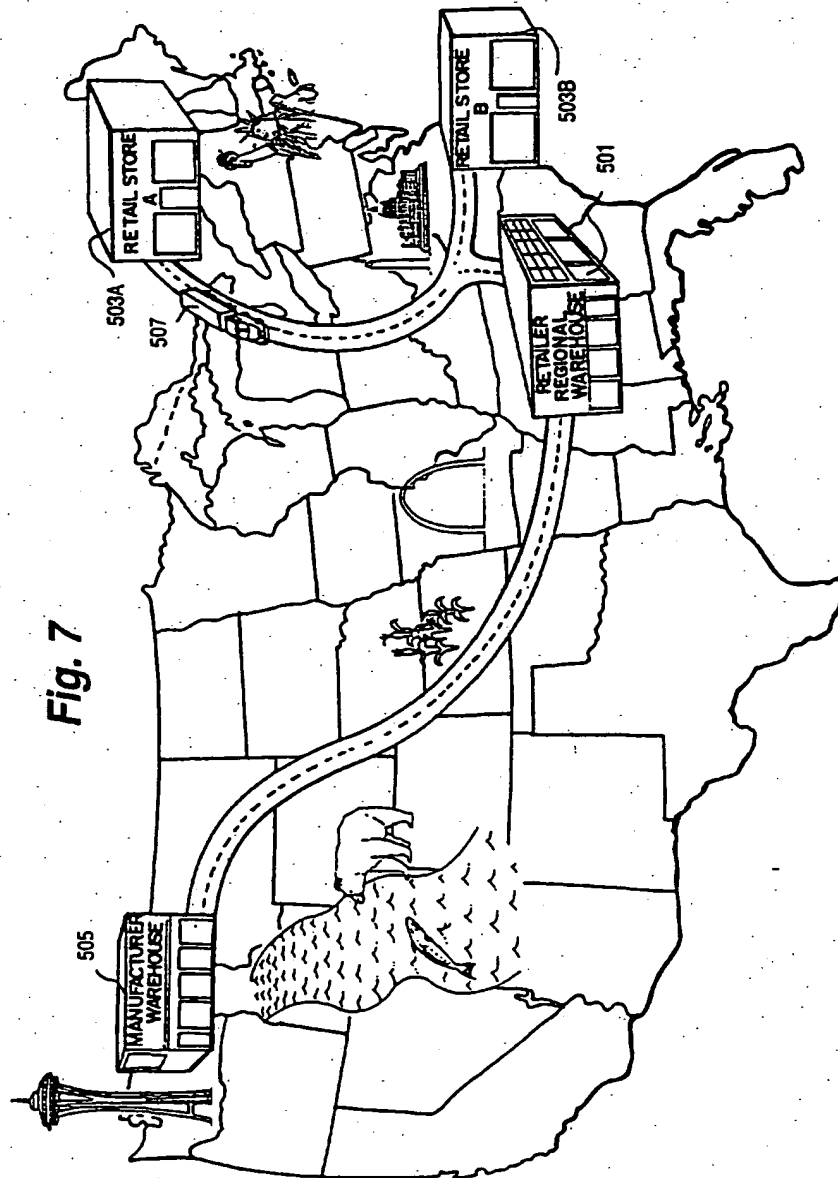 Fig. 7
505
MANUFACTURER
WAREHOUSE
503A
RETAIL STORE
A
507
RETAIL STORE
B
503B
RETAILER
REGIONAL
WAREHOUSE
501